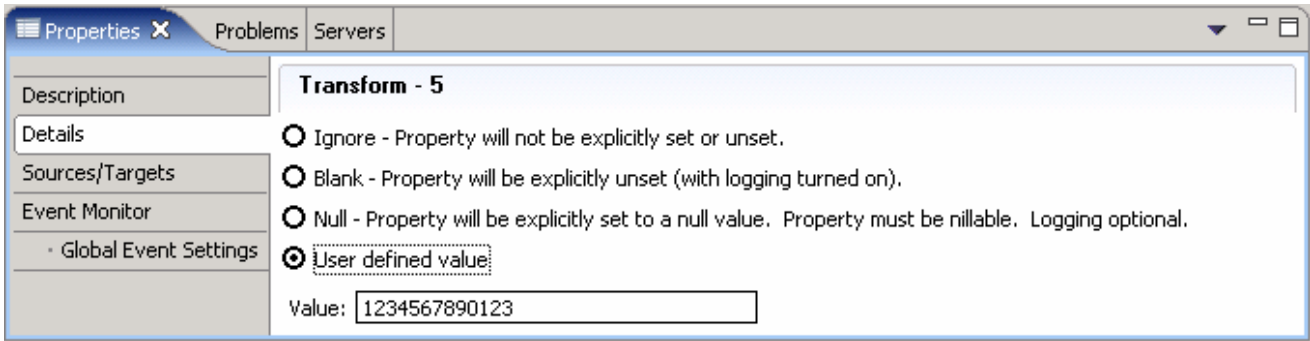 Properties Problems Servers
Description
Details
Sources/Targets
Event Monitor
· Global Event Settings
Transform - 5
Ignore - Property will not be explicitly set or unset.
Blank - Property will be explicitly unset (with logging turned on).
Null - Property will be explicitly set to a null value. Property must be nillable. Logging optional.
User defined value
Value: 1234567890123